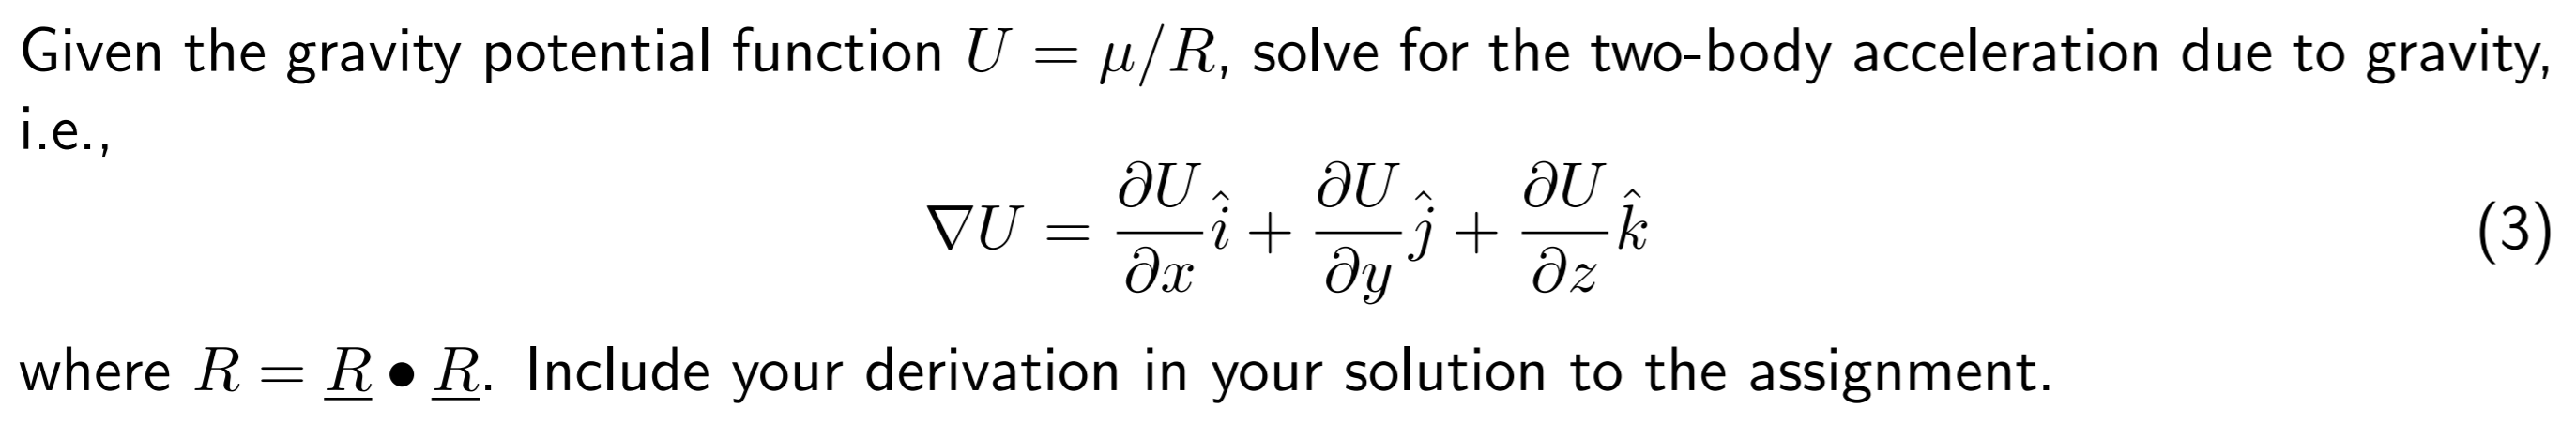 Given the gravity potential function U = μ/R, solve for the two-body acceleration due to gravity,
i.e.,
∇U = ∂U/∂x î + ∂U/∂y ĵ + ∂U/∂z k̂ (3)
where R = R • R. Include your derivation in your solution to the assignment.